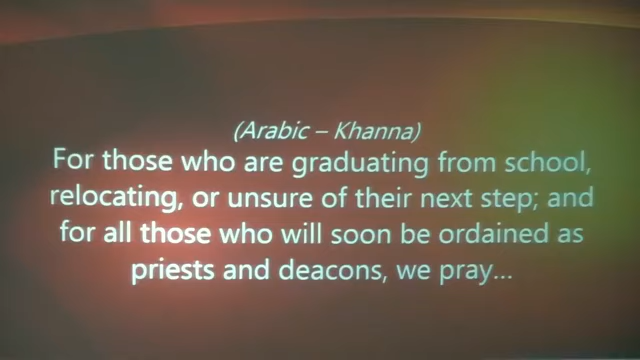 (Arabic – Khanna)
For those who are graduating from school,
relocating, or unsure of their next step; and
for all those who will soon be ordained as
priests and deacons, we pray...